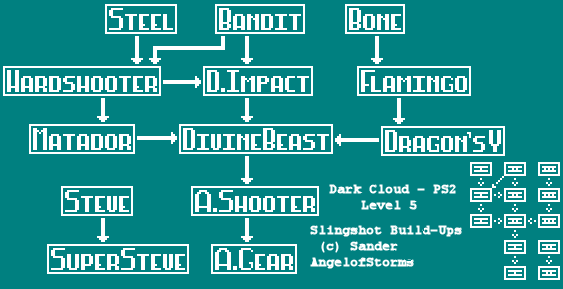 Steel Bandit Bone
Hardshooter D.Impact Flamingo
Matador DivineBeast Dragon'sY
Steve A.Shooter
SuperSteve A.Gear
Dark Cloud - PS2
Level 5
Slingshot Build-Ups
(c) Sander
AngelofStorms